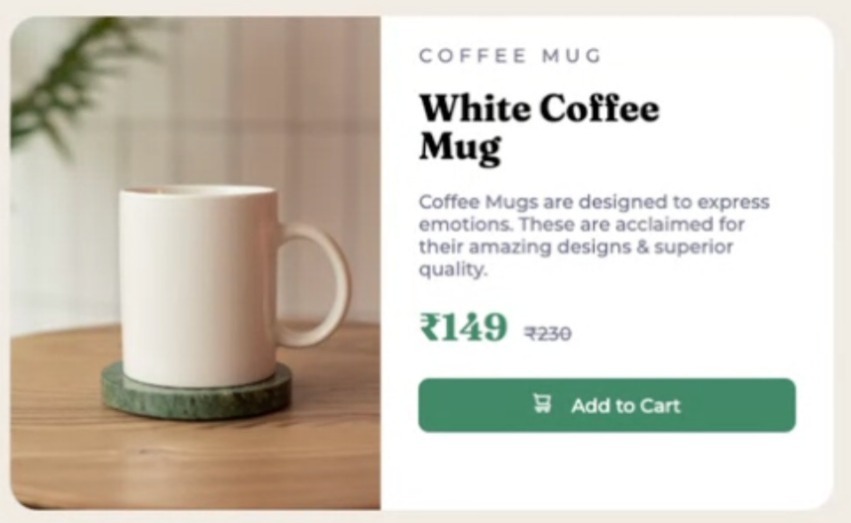 COFFEE MUG
White Coffee
Mug
Coffee Mugs are designed to express
emotions. These are acclaimed for
their amazing designs & superior
quality.
₹149 ₹230
Add to Cart